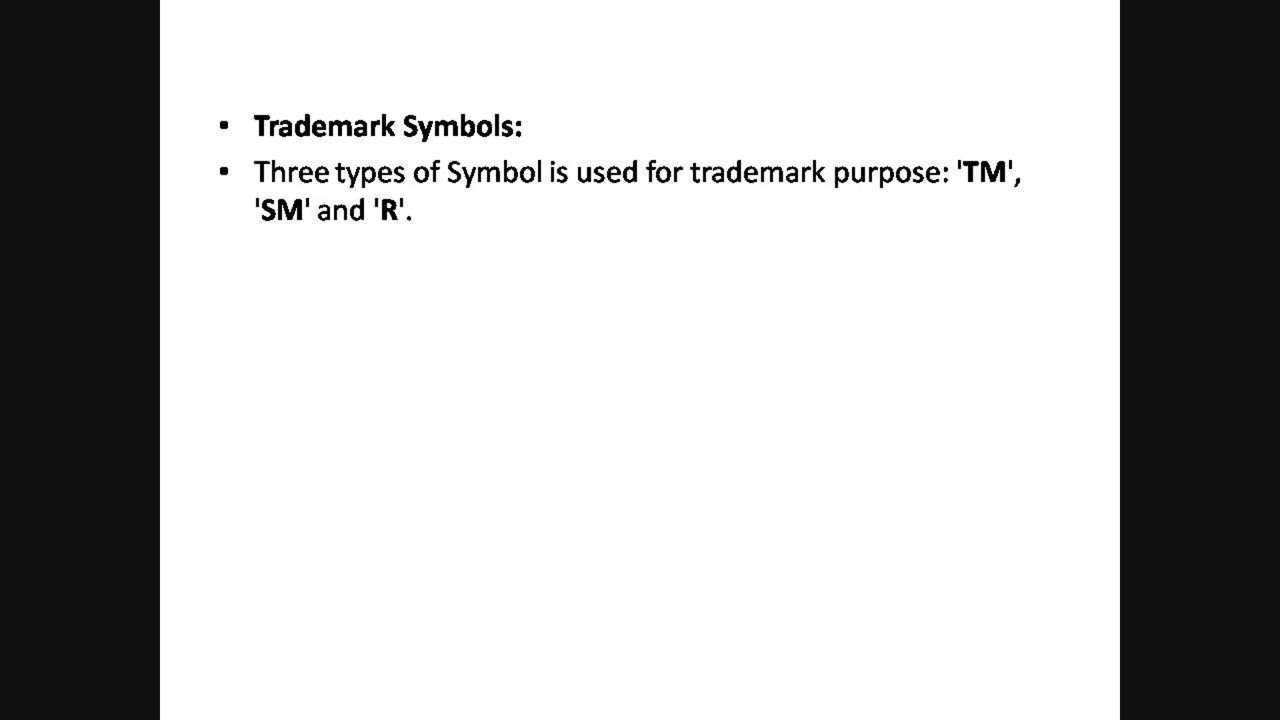 • Trademark Symbols:
• Three types of Symbol is used for trademark purpose: 'TM',
'SM' and 'R'.